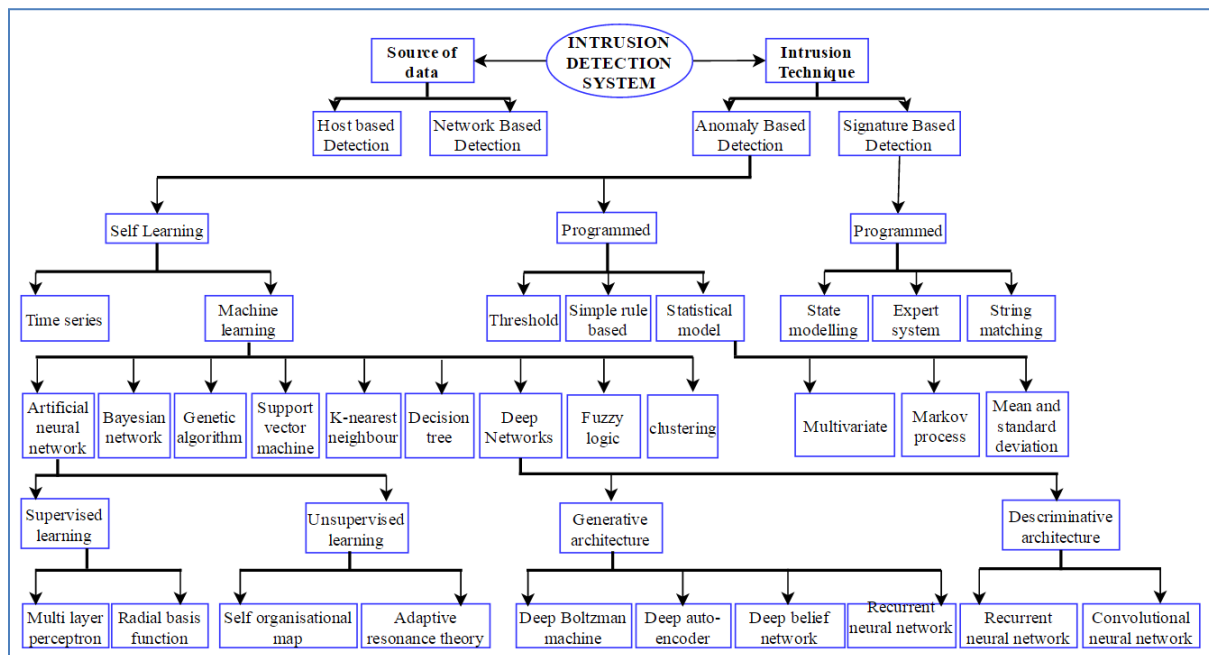 Source of
data
INTRUSION
DETECTION
SYSTEM
Intrusion
Technique
Host based
Detection
Network Based
Detection
Anomaly Based
Detection
Signature Based
Detection
Self Learning
Programmed
Programmed
Time series
Machine
learning
Threshold
Simple rule
based
Statistical
model
State
modelling
Expert
system
String
matching
Artificial
neural
network
Bayesian
network
Genetic
algorithm
Support
vector
machine
K-nearest
neighbour
Decision
tree
Deep
Networks
Fuzzy
logic
clustering
Multivariate
Markov
process
Mean and
standard
deviation
Supervised
learning
Unsupervised
learning
Generative
architecture
Descriminative
architecture
Multi layer
perceptron
Radial basis
function
Self organisational
map
Adaptive
resonance theory
Deep Boltzman
machine
Deep auto-
encoder
Deep belief
network
Recurrent
neural network
Recurrent
neural network
Convolutional
neural network